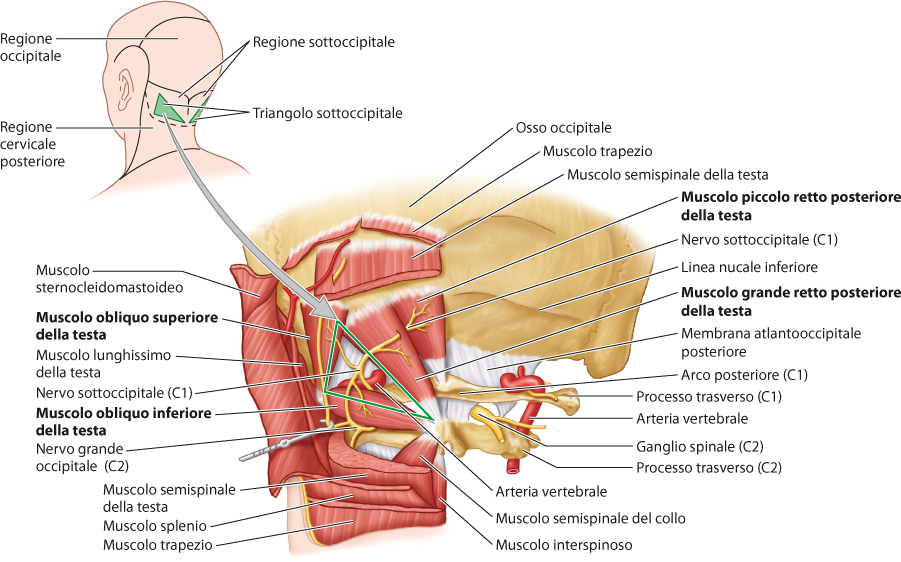 Regione
occipitale
Regione sottoccipitale
Triangolo sottoccipitale
Regione
cervicale
posteriore
Osso occipitale
Muscolo trapezio
Muscolo semispinale della testa
Muscolo piccolo retto posteriore
della testa
Nervo sottoccipitale (C1)
Linea nucale inferiore
Muscolo grande retto posteriore
della testa
Membrana atlantooccipitale
posteriore
Arco posteriore (C1)
Processo trasverso (C1)
Arteria vertebrale
Ganglio spinale (C2)
Processo trasverso (C2)
Muscolo
sternocleidomastoideo
Muscolo obliquo superiore
della testa
Muscolo lunghissimo
della testa
Nervo sottoccipitale (C1)
Muscolo obliquo inferiore
della testa
Nervo grande
occipitale (C2)
Muscolo semispinale
della testa
Muscolo splenio
Muscolo trapezio
Arteria vertebrale
Muscolo semispinale del collo
Muscolo interspinoso